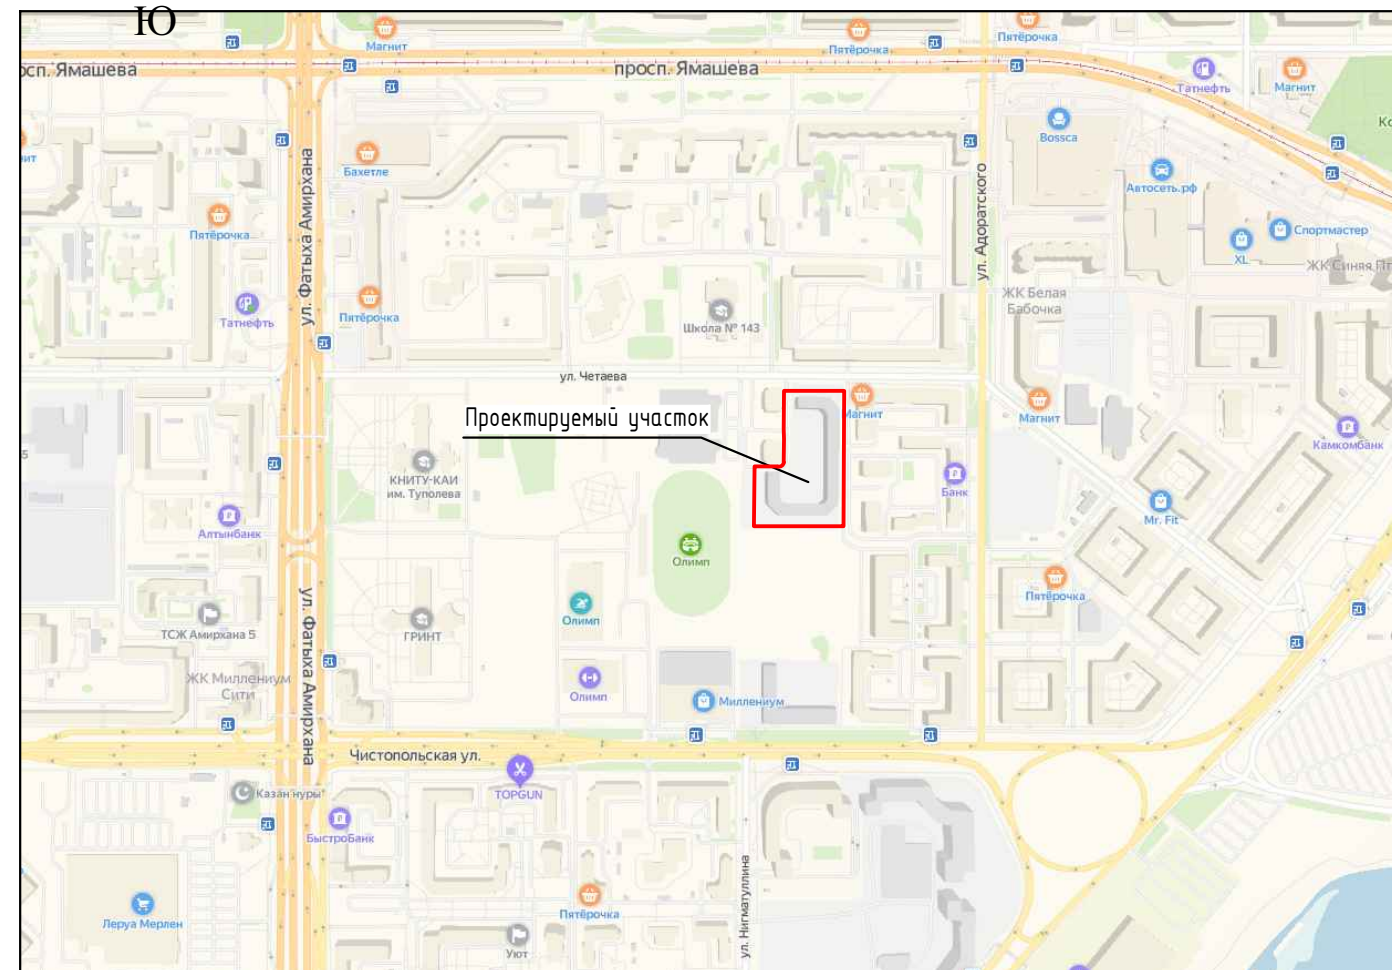 Ю
Магнит
Пятёрочка
Пятёрочка
осп. Ямашева
просп. Ямашева
Татнефть
Магнит
Bossca
Бахетле
ул. Фатыха Амирхана
ул. Адоратского
Автосеть.рф
Пятёрочка
Спортмастер
XL
ЖК Синяя Пт
ЖК Белая
Бабочка
Татнефть
Пятёрочка
Школа № 143
ул. Четаева
Проектируемый участок
Магнит
Магнит
Камкомбанк
КНИТУ-КАИ
им. Туполева
Банк
Mr. Fit
Алтынбанк
Олимп
Пятёрочка
Олимп
ТСЖ Амирхана 5
ГРИНТ
ул. Фатыха Амирхана
ЖК Миллениум
Сити
Олимп
Миллениум
Чистопольская ул.
TOPGUN
Казан нуры
БыстроБанк
ул. Нигматуллина
Леруа Мерлен
Пятёрочка
Уют